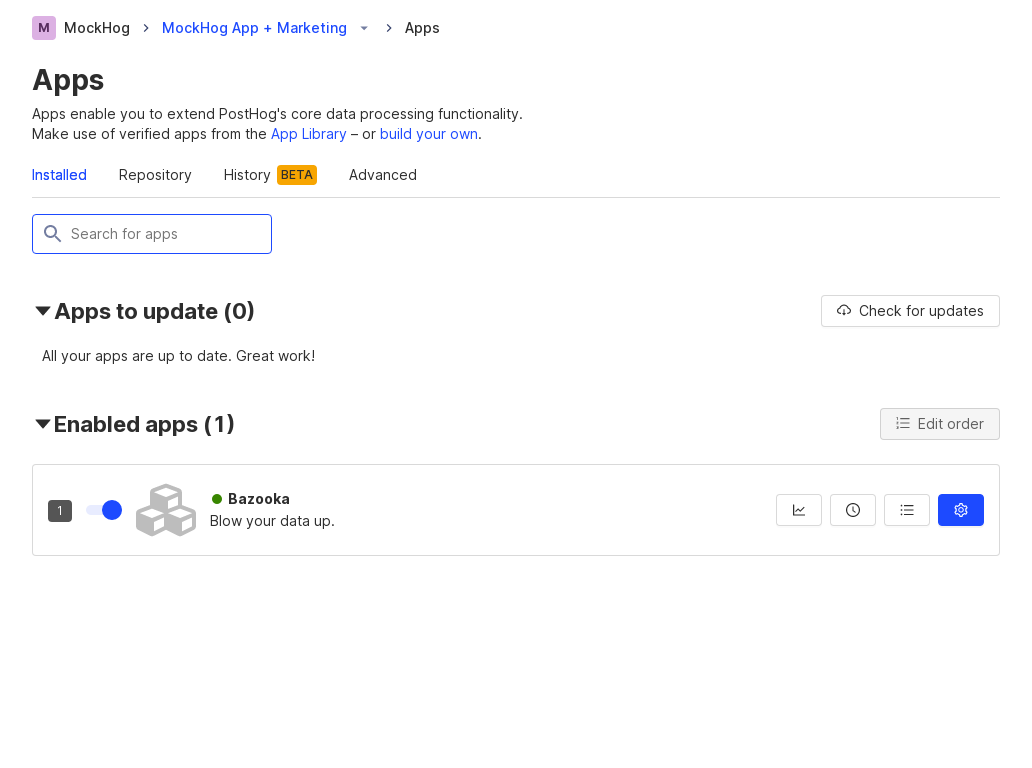 M MockHog MockHog App + Marketing Apps
Apps
Apps enable you to extend PostHog's core data processing functionality.
Make use of verified apps from the App Library – or build your own.
Installed Repository History BETA Advanced
Search for apps
Apps to update (0) Check for updates
All your apps are up to date. Great work!
Enabled apps (1) Edit order
1 Bazooka
Blow your data up.